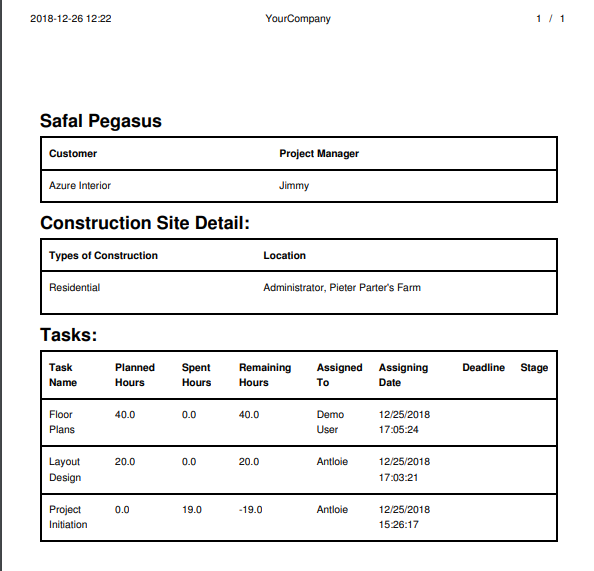 2018-12-26 12:22 YourCompany 1 / 1
Safal Pegasus
Customer Project Manager
Azure Interior Jimmy
Construction Site Detail:
Types of Construction Location
Residential Administrator, Pieter Parter's Farm
Tasks:
Task Planned Spent Remaining Assigned Assigning Deadline Stage
Name Hours Hours Hours To Date
Floor 40.0 0.0 40.0 Demo 12/25/2018
Plans User 17:05:24
Layout 20.0 0.0 20.0 Antloie 12/25/2018
Design 17:03:21
Project 0.0 19.0 -19.0 Antloie 12/25/2018
Initiation 15:26:17